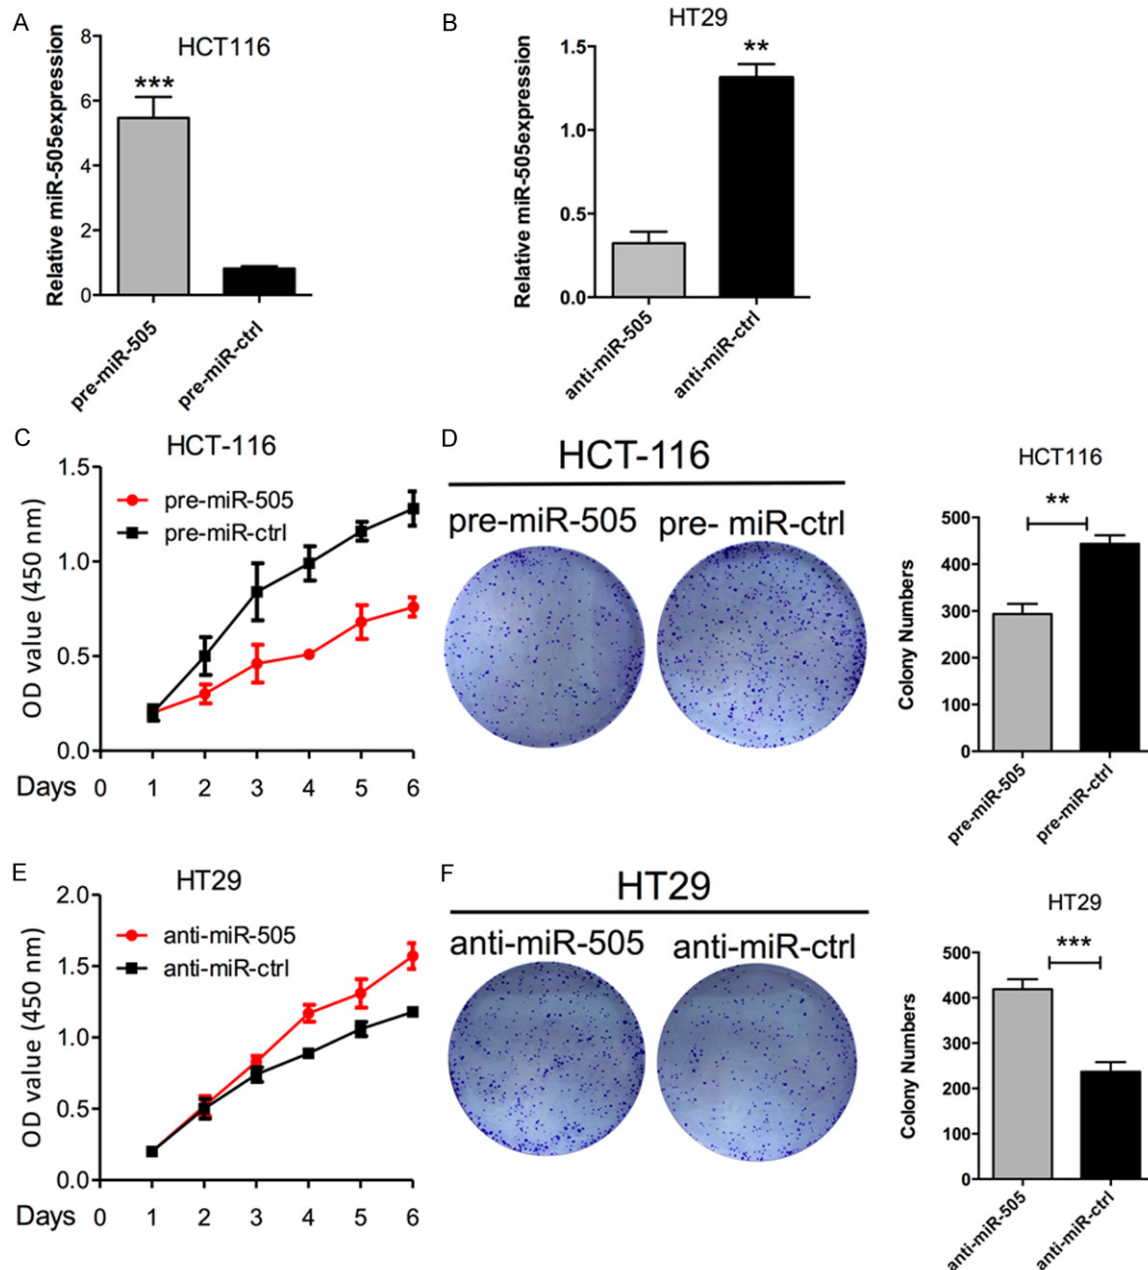 A
HCT116
Relative miR-505expression
8
6
4
2
0
***
pre-miR-505
pre-miR-ctrl
B
HT29
Relative miR-505expression
1.5
1.0
0.5
0.0
**
anti-miR-505
anti-miR-ctrl
C
HCT-116
OD value (450 nm)
1.5
1.0
0.5
0.0
pre-miR-505
pre-miR-ctrl
Days 0 1 2 3 4 5 6
D
HCT-116
pre-miR-505 pre- miR-ctrl
HCT116
**
Colony Numbers
500
400
300
200
100
0
pre-miR-505
pre-miR-ctrl
E
HT29
OD value (450 nm)
2.0
1.5
1.0
0.5
0.0
anti-miR-505
anti-miR-ctrl
Days 0 1 2 3 4 5 6
F
HT29
anti-miR-505 anti-miR-ctrl
HT29
***
Colony Numbers
500
400
300
200
100
0
anti-miR-505
anti-miR-ctrl